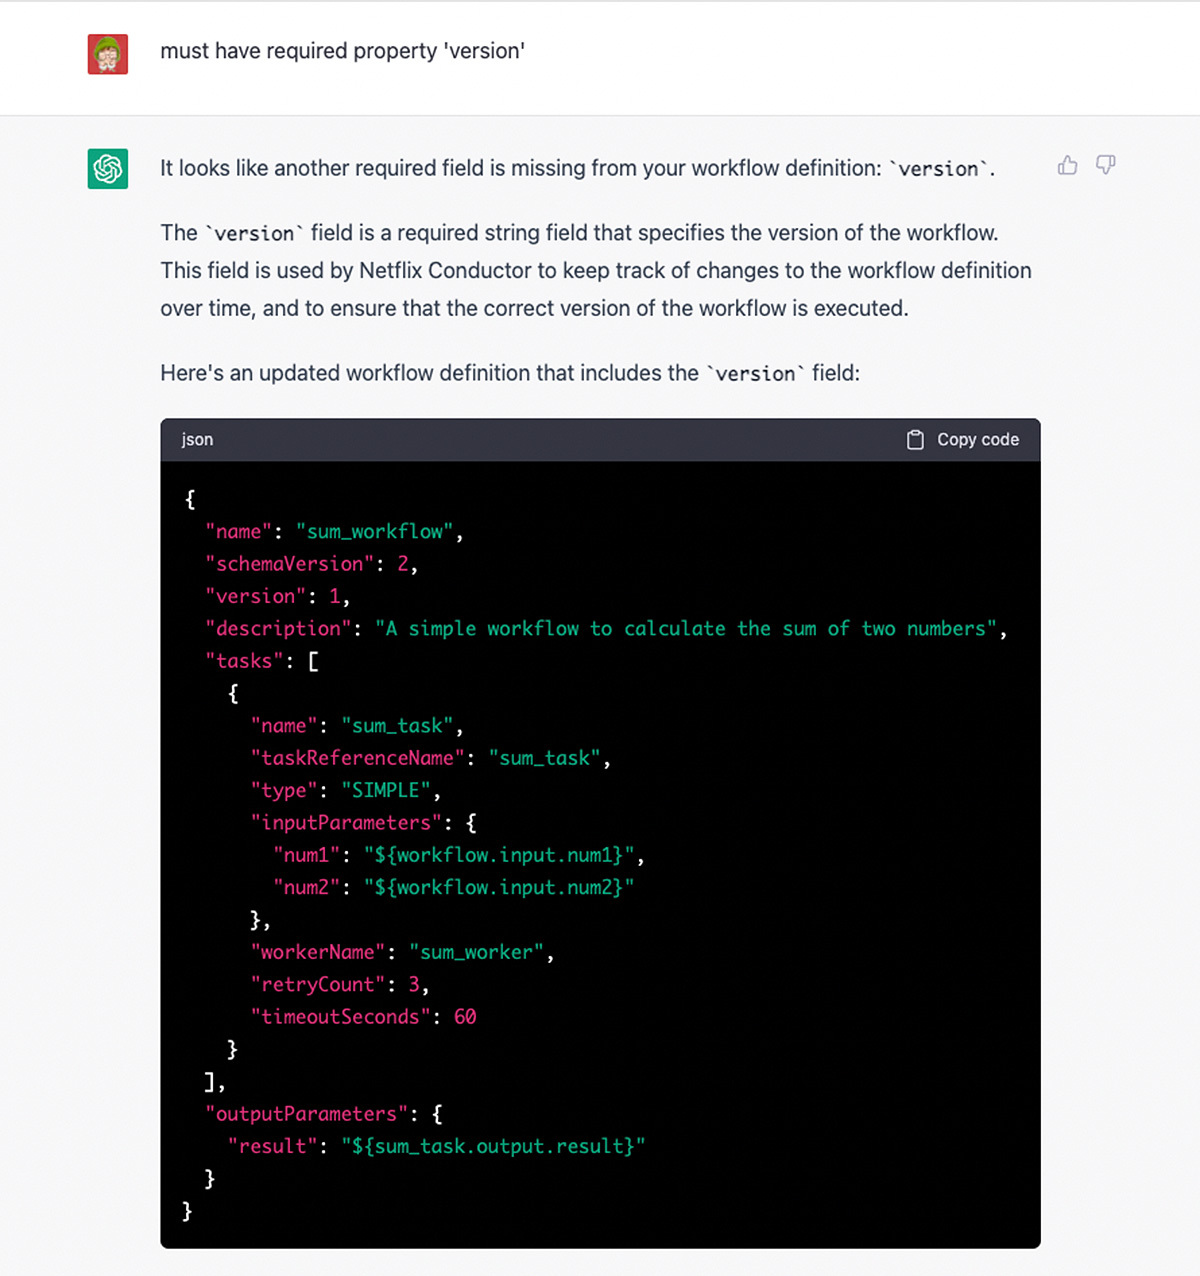 must have required property 'version'
It looks like another required field is missing from your workflow definition: `version`.
The `version` field is a required string field that specifies the version of the workflow.
This field is used by Netflix Conductor to keep track of changes to the workflow definition
over time, and to ensure that the correct version of the workflow is executed.
Here's an updated workflow definition that includes the `version` field:
json Copy code
{
  "name": "sum_workflow",
  "schemaVersion": 2,
  "version": 1,
  "description": "A simple workflow to calculate the sum of two numbers",
  "tasks": [
    {
      "name": "sum_task",
      "taskReferenceName": "sum_task",
      "type": "SIMPLE",
      "inputParameters": {
        "num1": "${workflow.input.num1}",
        "num2": "${workflow.input.num2}"
      },
      "workerName": "sum_worker",
      "retryCount": 3,
      "timeoutSeconds": 60
    }
  ],
  "outputParameters": {
    "result": "${sum_task.output.result}"
  }
}